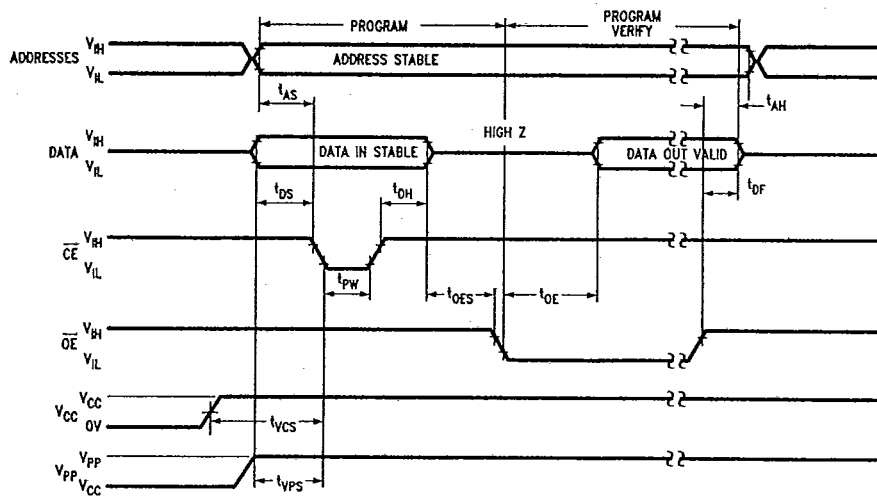 PROGRAM
PROGRAM
VERIFY
ADDRESSES
VIH
VIL
ADDRESS STABLE
tAS
tAH
DATA
VIH
VIL
DATA IN STABLE
HIGH Z
DATA OUT VALID
tDS
tDH
tDF
CE
VIH
VIL
tPW
tOES
tOE
OE
VIH
VIL
VCC
VCC
0V
tVCS
VPP
VPP
VCC
tVPS